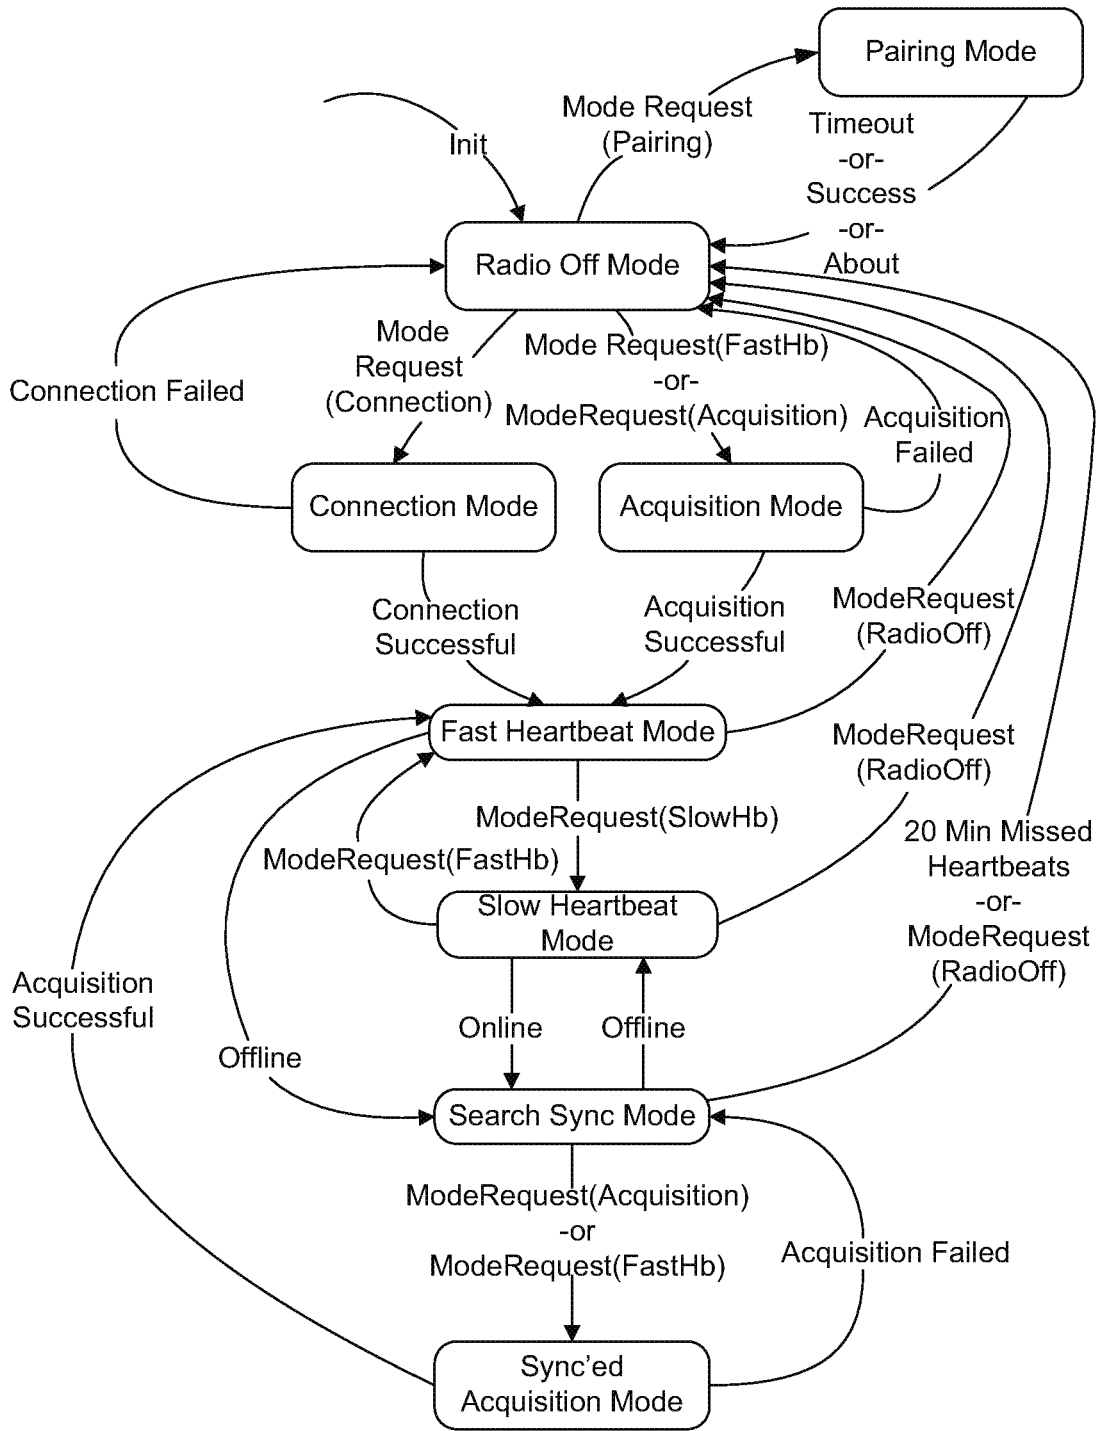 Pairing Mode
Mode Request
(Pairing)
Timeout
-or-
Success
-or-
About
Init
Radio Off Mode
Mode
Request
(Connection)
Mode Request(FastHb)
-or-
ModeRequest(Acquisition)
Connection Failed
Acquisition
Failed
Connection Mode
Acquisition Mode
Connection
Successful
Acquisition
Successful
ModeRequest
(RadioOff)
Fast Heartbeat Mode
ModeRequest
(RadioOff)
ModeRequest(SlowHb)
ModeRequest(FastHb)
20 Min Missed
Heartbeats
-or-
ModeRequest
(RadioOff)
Slow Heartbeat
Mode
Acquisition
Successful
Online
Offline
Offline
Search Sync Mode
ModeRequest(Acquisition)
-or
ModeRequest(FastHb)
Acquisition Failed
Sync'ed
Acquisition Mode